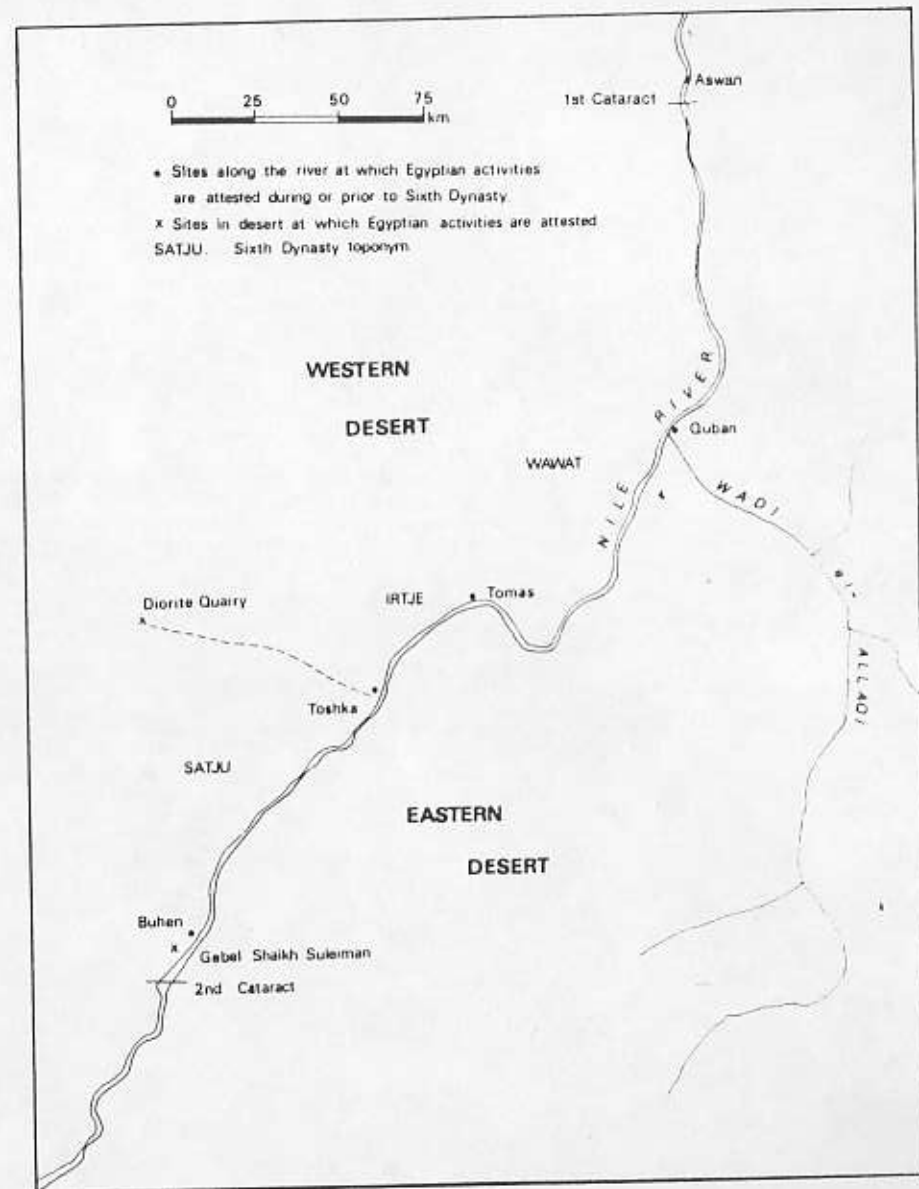 Aswan
1st Cataract
0 25 50 75
km
• Sites along the river at which Egyptian activities
are attested during or prior to Sixth Dynasty
x Sites in desert at which Egyptian activities are attested
SATJU. Sixth Dynasty toponym
WESTERN
DESERT
NILE RIVER
Quban
WAWAT
WADI el- ALLAQI
Diorite Quarry
IRTJE
Tomas
Toshka
SATJU
EASTERN
DESERT
Buhen
Gebel Shaikh Suleiman
2nd Cataract